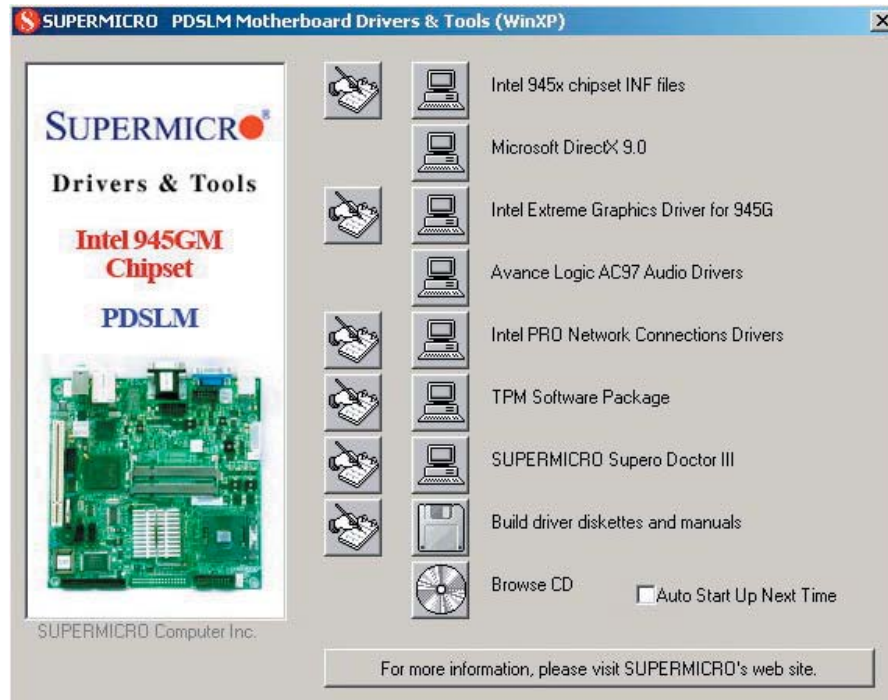 SUPERMICRO PDSLM Motherboard Drivers & Tools (WinXP)
SUPERMICR®
Drivers & Tools
Intel 945GM
Chipset
PDSLM
SUPERMICRO Computer Inc.
Intel 945x chipset INF files
Microsoft DirectX 9.0
Intel Extreme Graphics Driver for 945G
Avance Logic AC97 Audio Drivers
Intel PRO Network Connections Drivers
TPM Software Package
SUPERMICRO Supero Doctor III
Build driver diskettes and manuals
Browse CD
Auto Start Up Next Time
For more information, please visit SUPERMICRO's web site.